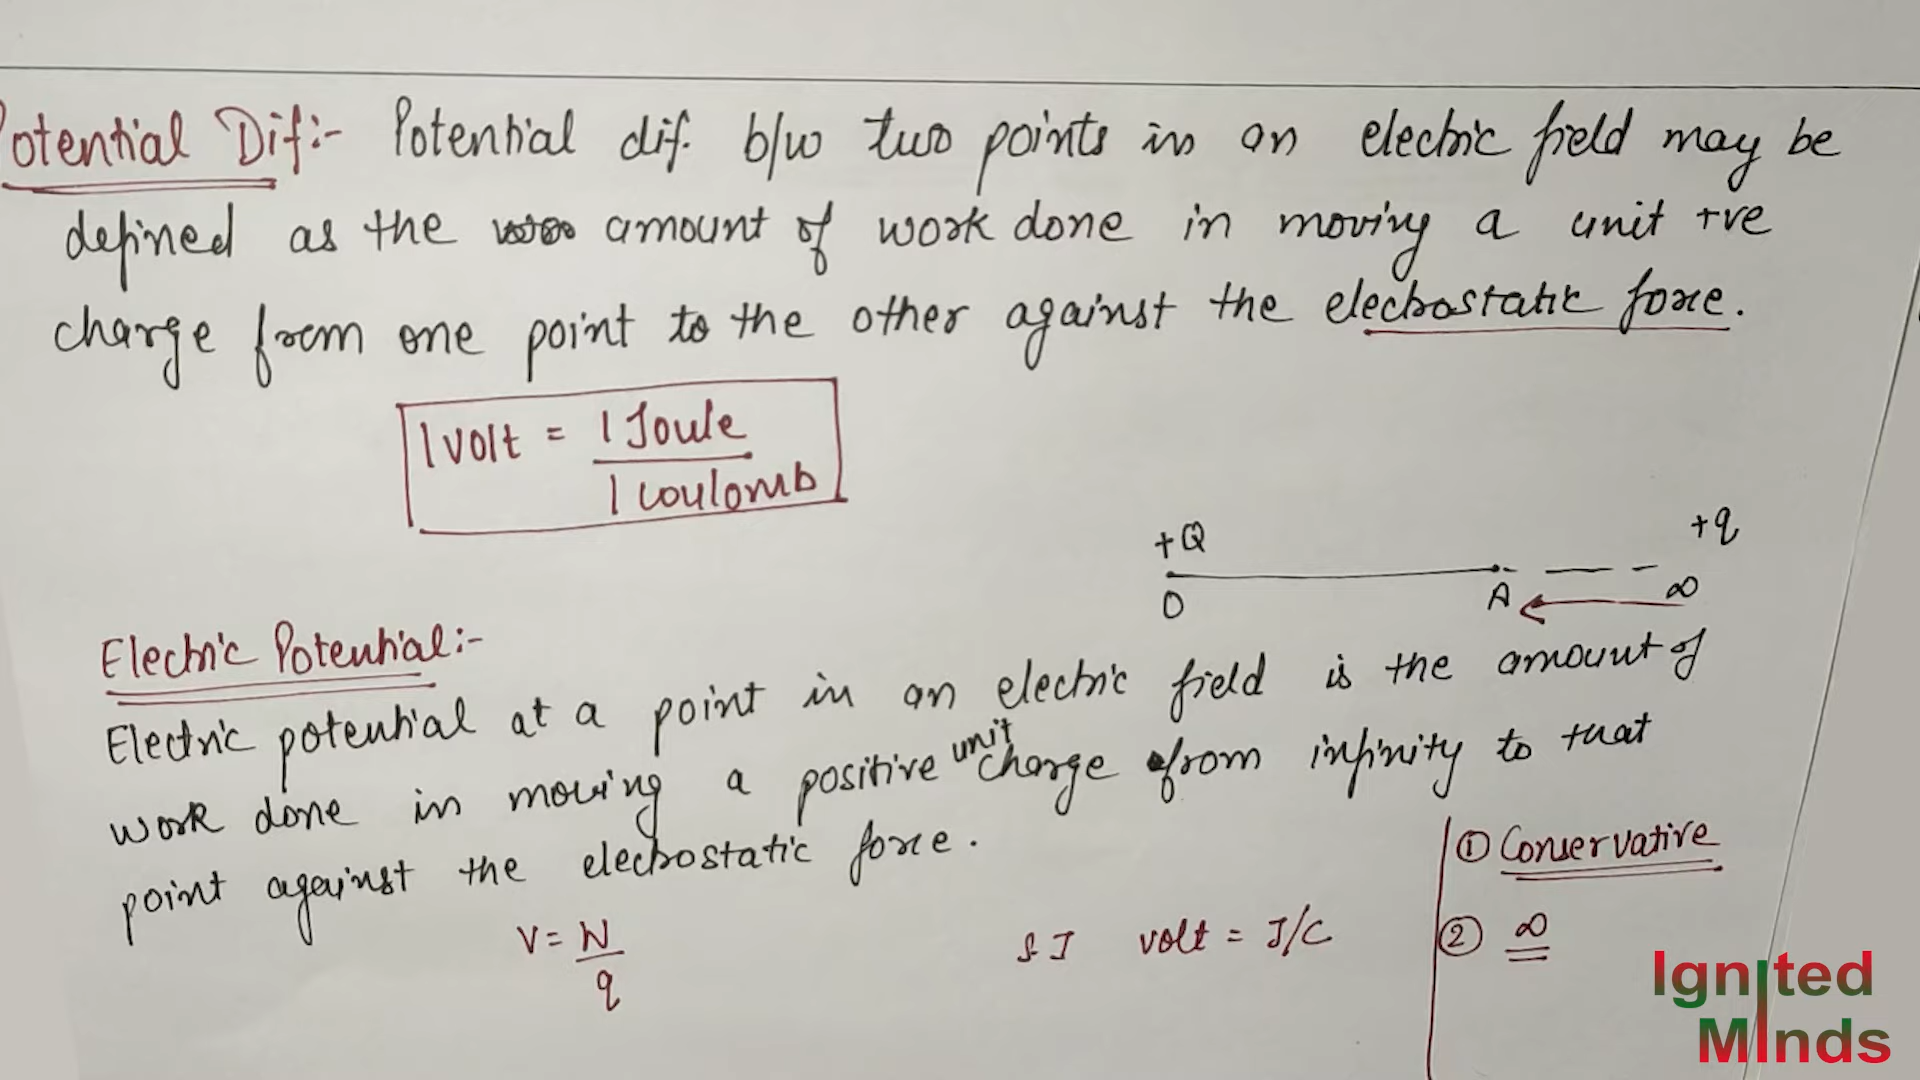 Potential Dif:- Potential dif. b/w two points in an electric field may be
defined as the amount of work done in moving a unit +ve
charge from one point to the other against the electrostatic force.
1 volt = 1 Joule
1 coulomb
+Q +q
O A ∞
Electric Potential:-
Electric potential at a point in an electric field is the amount of
work done in moving a positive unit charge from infinity to that
point against the electrostatic force.
① Conservative
V = W
q
S.I volt = J/C
② ∞
Ignited
Minds